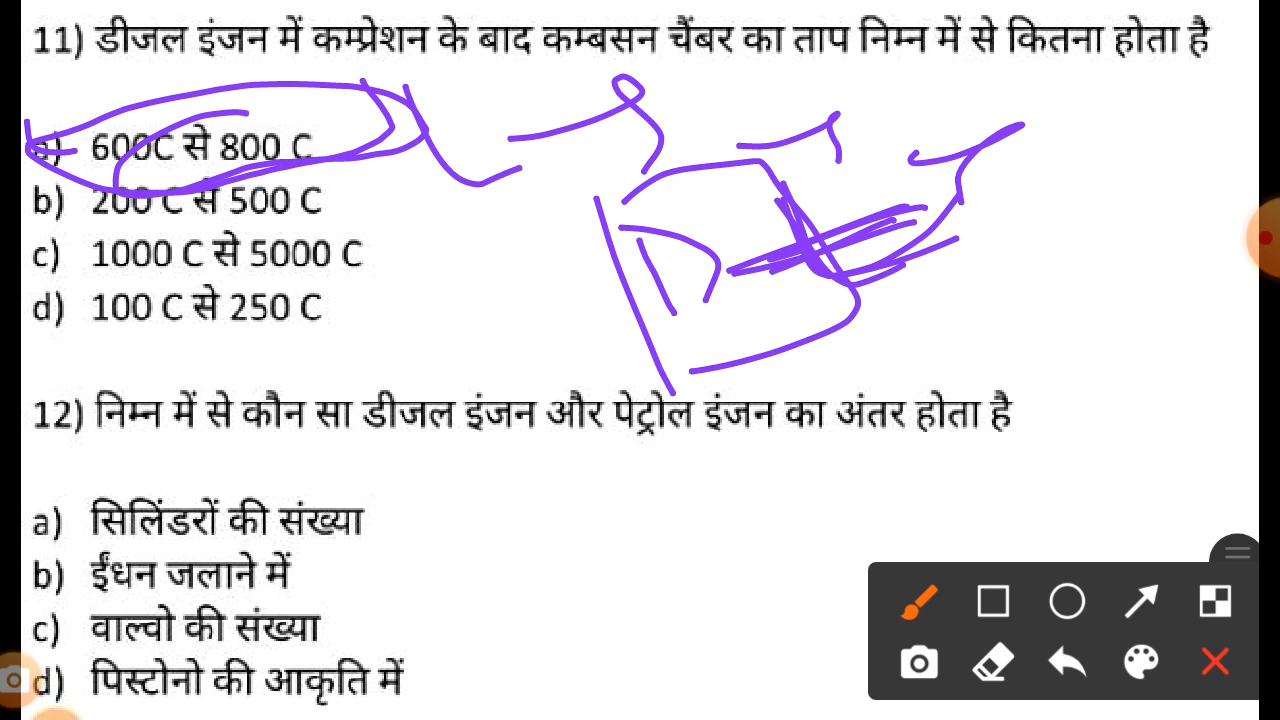 11) डीजल इंजन में कम्प्रेशन के बाद कम्बसन चैंबर का ताप निम्न में से कितना होता है
a) 600C से 800 C
b) 200 C से 500 C
c) 1000 C से 5000 C
d) 100 C से 250 C
12) निम्न में से कौन सा डीजल इंजन और पेट्रोल इंजन का अंतर होता है
a) सिलिंडरों की संख्या
b) ईंधन जलाने में
c) वाल्वो की संख्या
d) पिस्टोनो की आकृति में